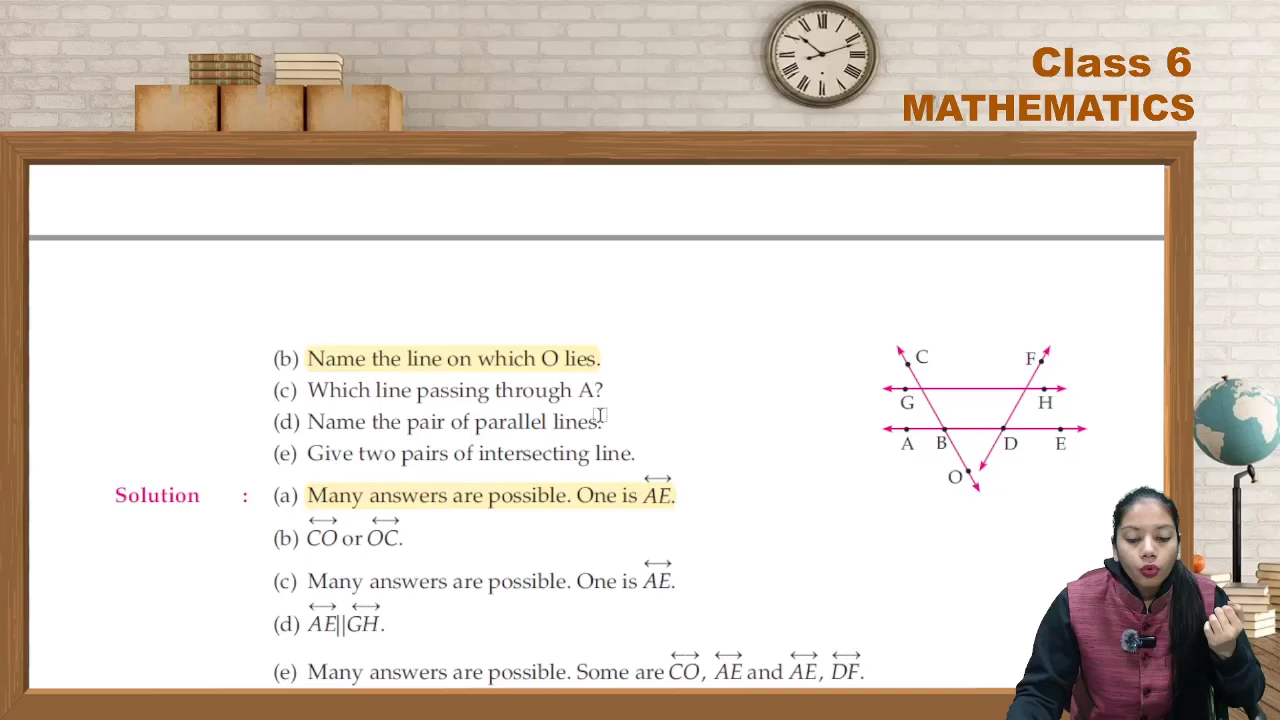 Class 6
MATHEMATICS
(b) Name the line on which O lies.
(c) Which line passing through A?
(d) Name the pair of parallel lines.
(e) Give two pairs of intersecting line.
Solution : (a) Many answers are possible. One is AE.
(b) CO or OC.
(c) Many answers are possible. One is AE.
(d) AE||GH.
(e) Many answers are possible. Some are CO, AE and AE, DF.
C F
G H
A B D E
O